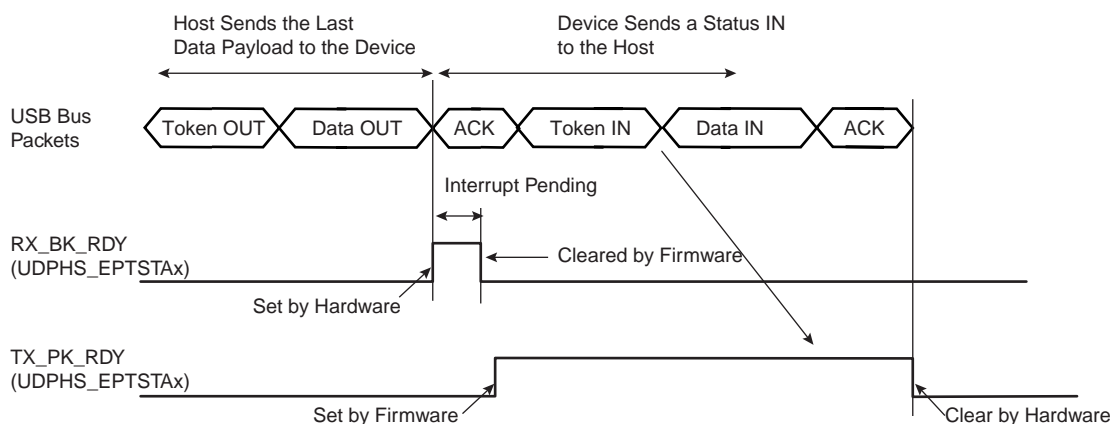 Host Sends the Last
Data Payload to the Device
Device Sends a Status IN
to the Host
USB Bus
Packets
Token OUT
Data OUT
ACK
Token IN
Data IN
ACK
Interrupt Pending
RX_BK_RDY
(UDPHS_EPTSTAx)
Cleared by Firmware
Set by Hardware
TX_PK_RDY
(UDPHS_EPTSTAx)
Set by Firmware
Clear by Hardware